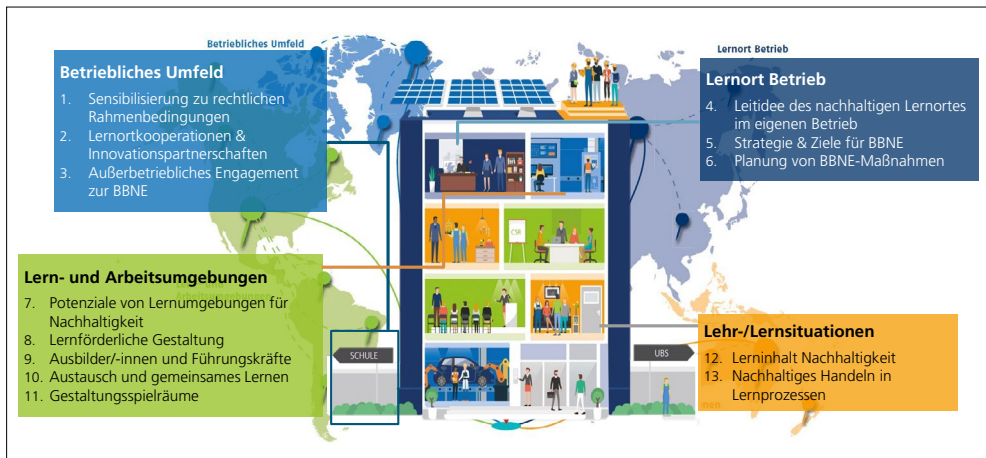 Betriebliches Umfeld
Betriebliches Umfeld
1. Sensibilisierung zu rechtlichen
Rahmenbedingungen
2. Lernortkooperationen &
Innovationspartnerschaften
3. Außerbetriebliches Engagement
zur BBNE
Lernort Betrieb
Lernort Betrieb
4. Leitidee des nachhaltigen Lernortes
im eigenen Betrieb
5. Strategie & Ziele für BBNE
6. Planung von BBNE-Maßnahmen
CSR
Lern- und Arbeitsumgebungen
7. Potenziale von Lernumgebungen für
Nachhaltigkeit
8. Lernförderliche Gestaltung
9. Ausbilder/-innen und Führungskräfte
10. Austausch und gemeinsames Lernen
11. Gestaltungsspielräume
SCHULE
UBS
Lehr-/Lernsituationen
12. Lerninhalt Nachhaltigkeit
13. Nachhaltiges Handeln in
Lernprozessen